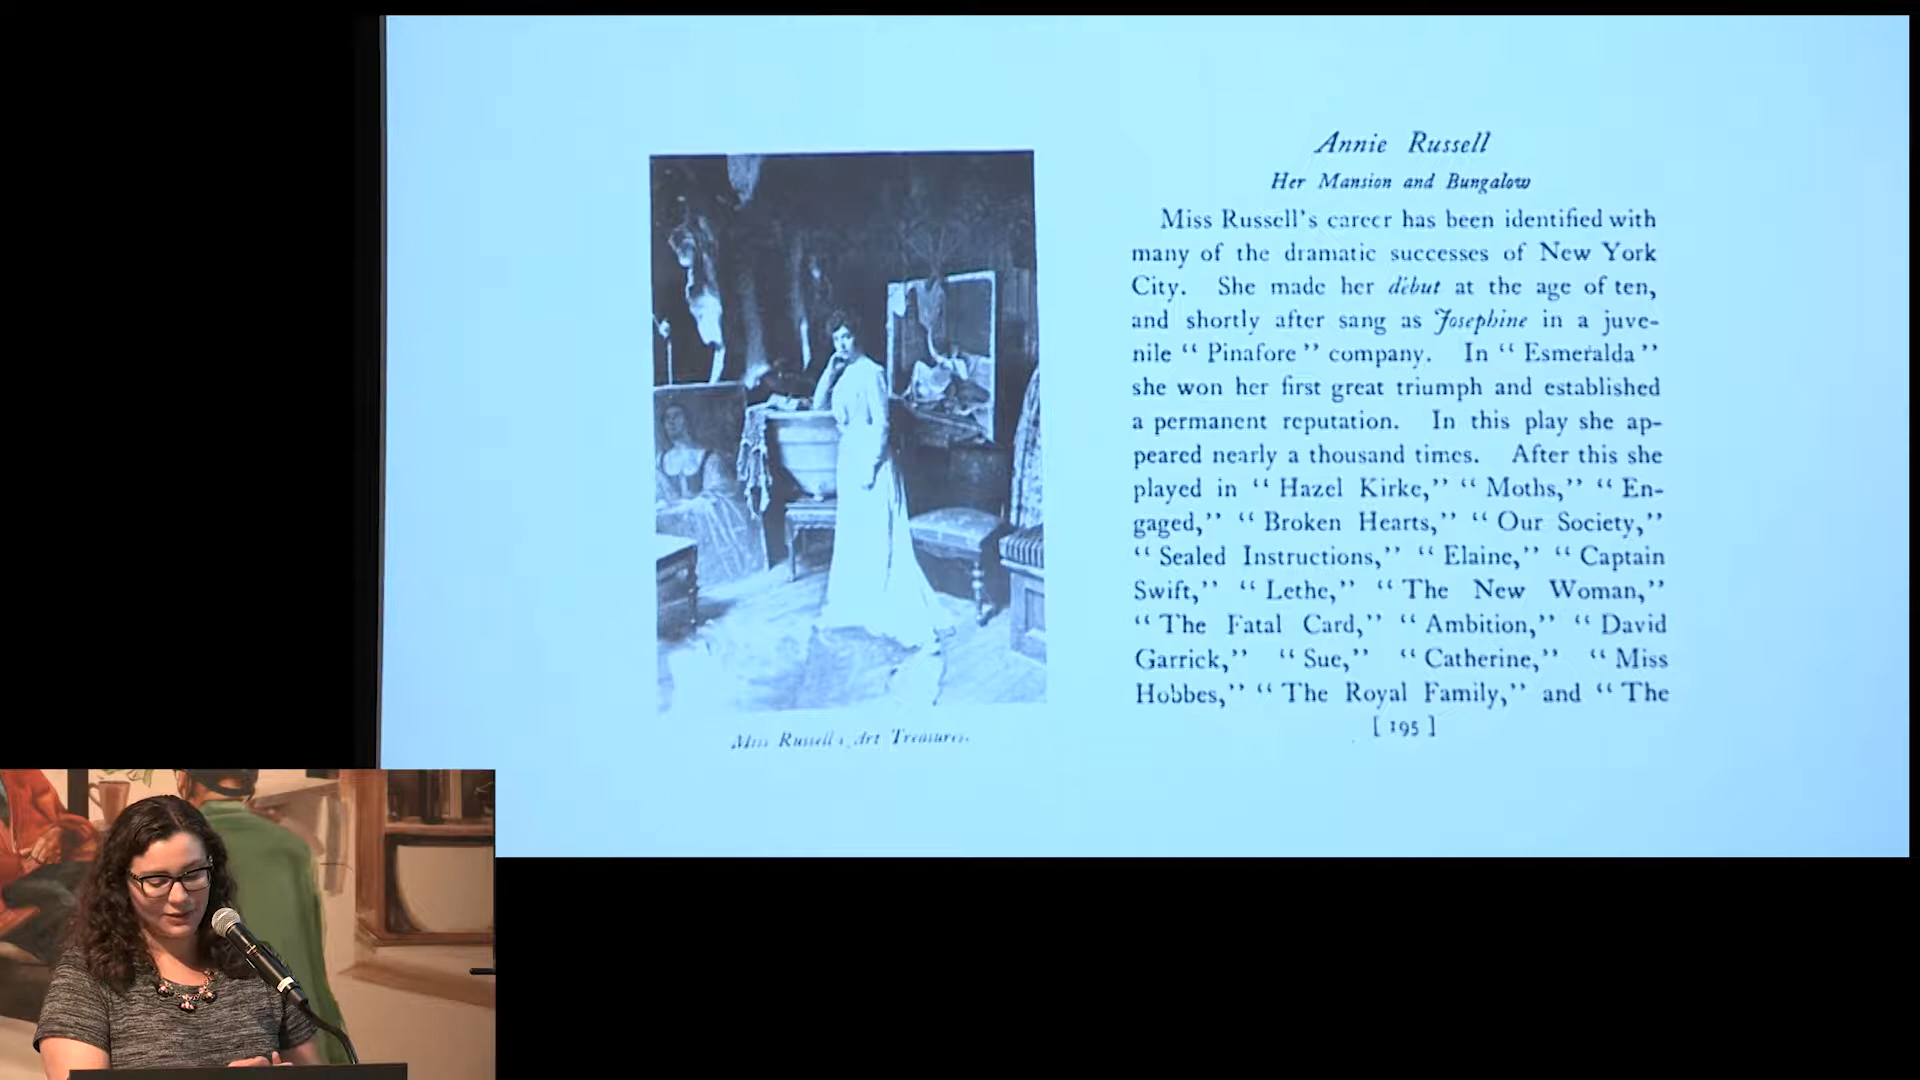 Annie Russell
Her Mansion and Bungalow
Miss Russell's career has been identified with
many of the dramatic successes of New York
City. She made her début at the age of ten,
and shortly after sang as Josephine in a juve-
nile “ Pinafore ” company. In “ Esmeralda ”
she won her first great triumph and established
a permanent reputation. In this play she ap-
peared nearly a thousand times. After this she
played in “ Hazel Kirke,” “ Moths,” “ En-
gaged,” “ Broken Hearts,” “ Our Society,”
“ Sealed Instructions,” “ Elaine,” “ Captain
Swift,” “ Lethe,” “ The New Woman,”
“ The Fatal Card,” “ Ambition,” “ David
Garrick,” “ Sue,” “ Catherine,” “ Miss
Hobbes,” “ The Royal Family,” and “ The
[ 195 ]
Miss Russell's Art Treasures.